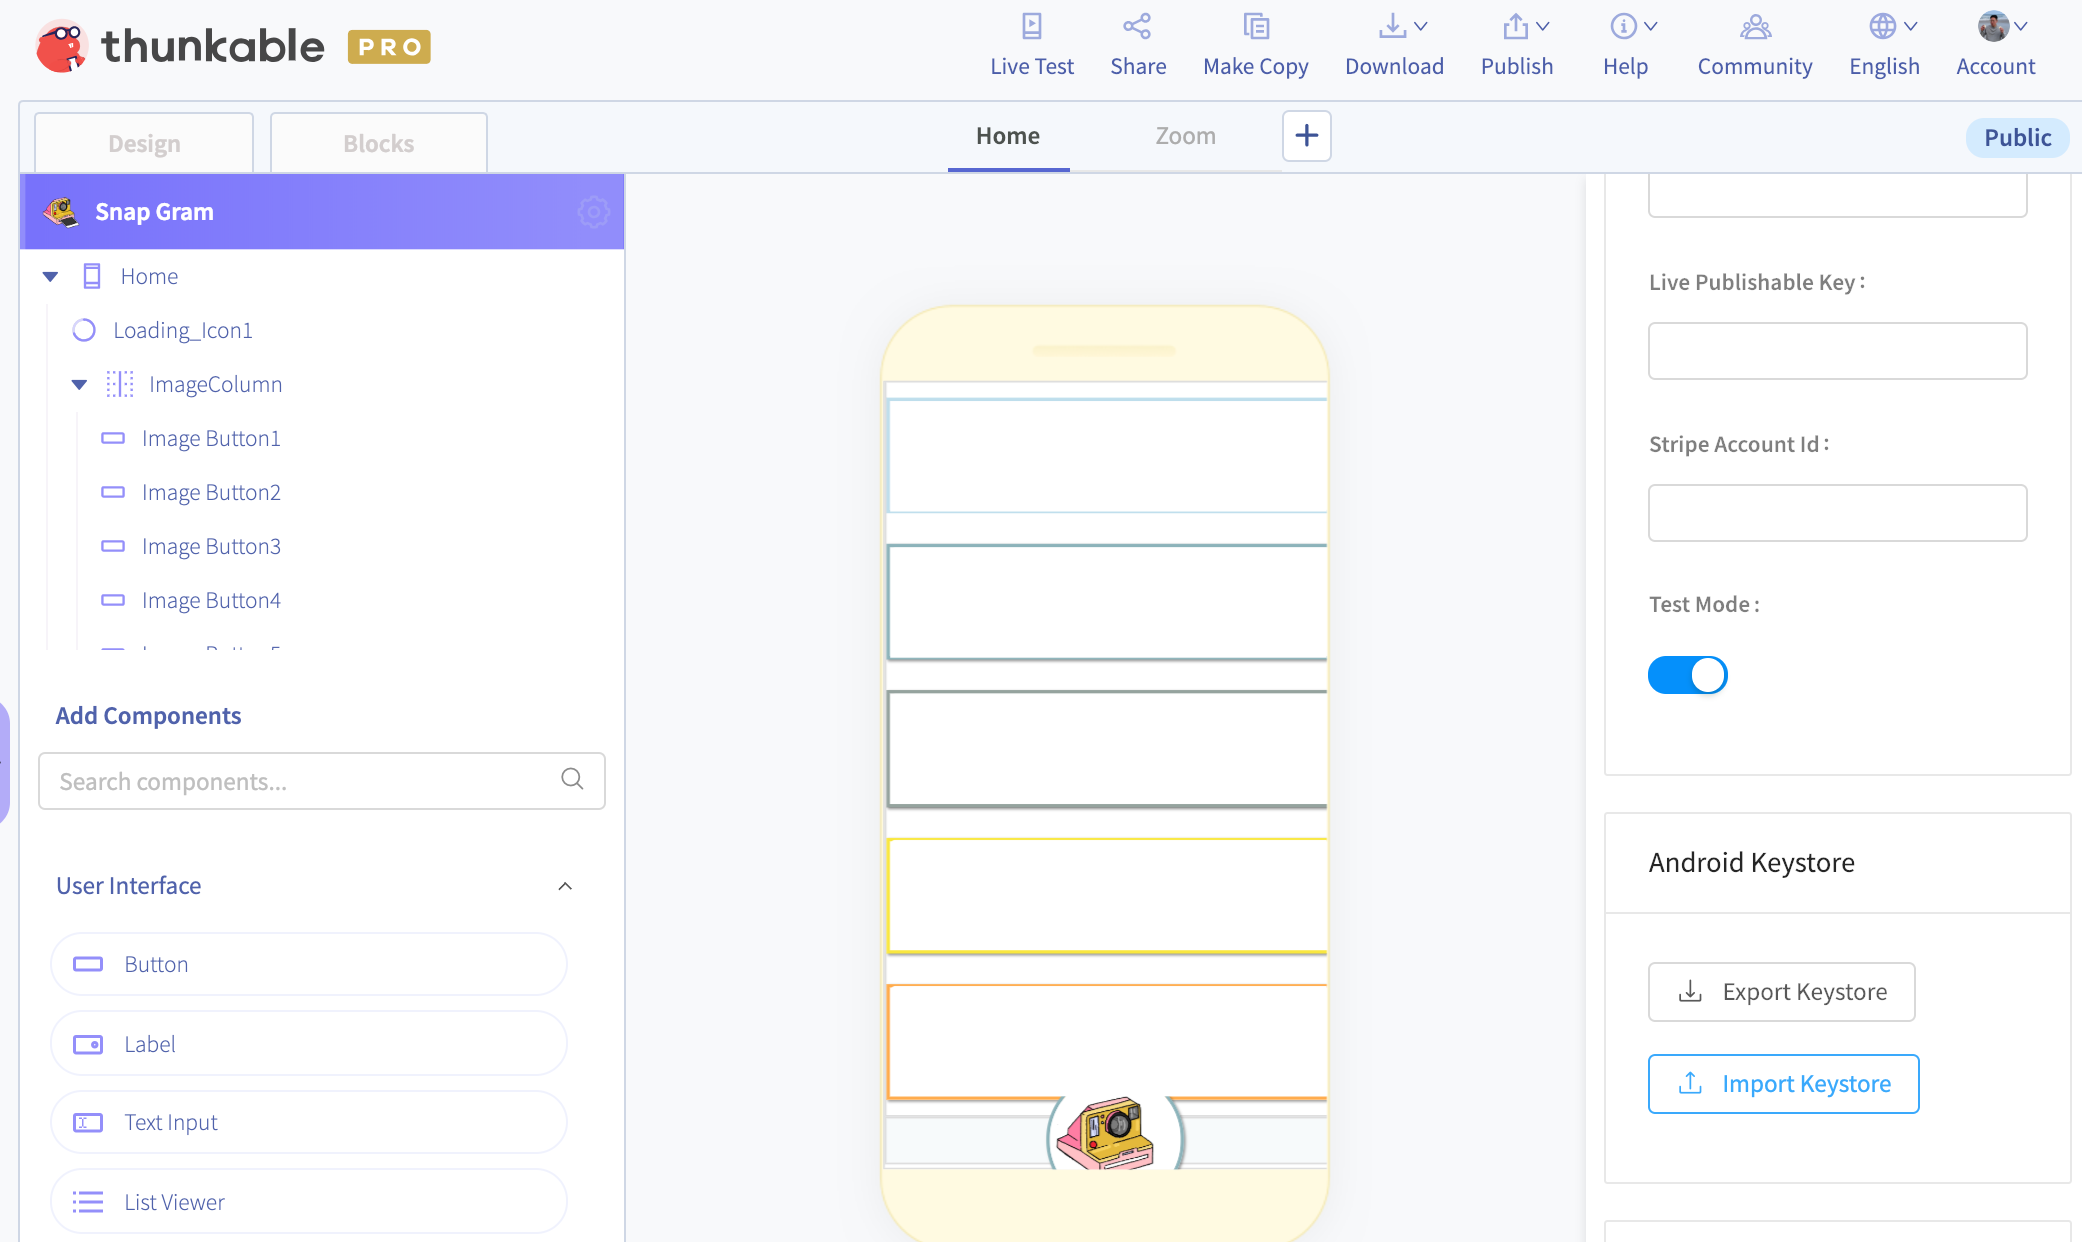 thunkable PRO
Live Test
Share
Make Copy
Download
Publish
Help
Community
English
Account
Design
Blocks
Home
Zoom
Public
Snap Gram
Home
Loading_Icon1
ImageColumn
Image Button1
Image Button2
Image Button3
Image Button4
Add Components
Search components...
User Interface
Button
Label
Text Input
List Viewer
Live Publishable Key :
Stripe Account Id :
Test Mode :
Android Keystore
Export Keystore
Import Keystore